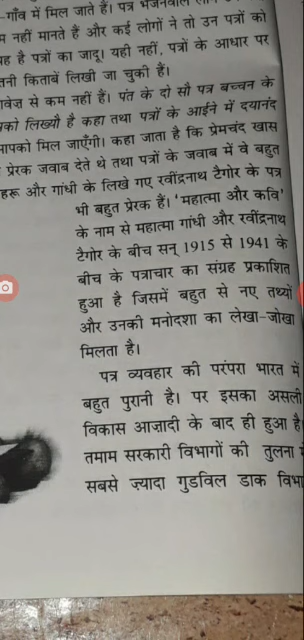 -गाँव में मिल जाते हैं। पत्र भेजनेवाले
नहीं मानते हैं और कई लोगों ने तो उन पत्रों को
यह है पत्रों का जादू। यही नहीं, पत्रों के आधार पर
तनी किताबें लिखी जा चुकी हैं।
वेज़ से कम नहीं हैं। पंत के दो सौ पत्र बच्चन के
को लिख्यौ है कहा तथा पत्रों के आईने में दयानंद
आपको मिल जाएँगी। कहा जाता है कि प्रेमचंद खास
प्रेरक जवाब देते थे तथा पत्रों के जवाब में वे बहुत
हरू और गांधी के लिखे गए रवींद्रनाथ टैगोर के पत्र
भी बहुत प्रेरक हैं। 'महात्मा और कवि'
के नाम से महात्मा गांधी और रवींद्रनाथ
टैगोर के बीच सन् 1915 से 1941 के
बीच के पत्राचार का संग्रह प्रकाशित
हुआ है जिसमें बहुत से नए तथ्यों
और उनकी मनोदशा का लेखा-जोखा
मिलता है।
पत्र व्यवहार की परंपरा भारत में
बहुत पुरानी है। पर इसका असली
विकास आज़ादी के बाद ही हुआ है
तमाम सरकारी विभागों की तुलना में
सबसे ज़्यादा गुडविल डाक विभा